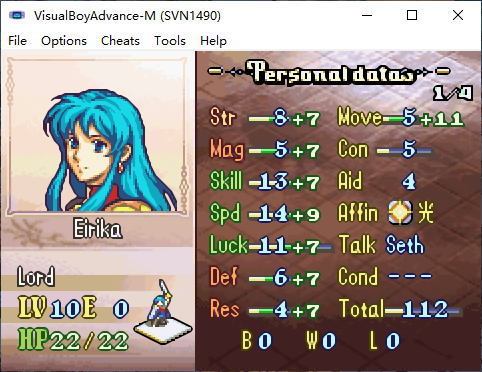 VisualBoyAdvance-M (SVN1490)
File Options Cheats Tools Help
Personal datas
1/4
Str 8+7 Move 5+11
Mag 5+7 Con 5
Skill 13+7 Aid 4
Spd 14+9 Affin 光
Luck 11+7 Talk Seth
Def 6+7 Cond ---
Res 4+7 Total 112
B 0 W 0 L 0
Eirika
Lord
LV 10 E 0
HP 22/22